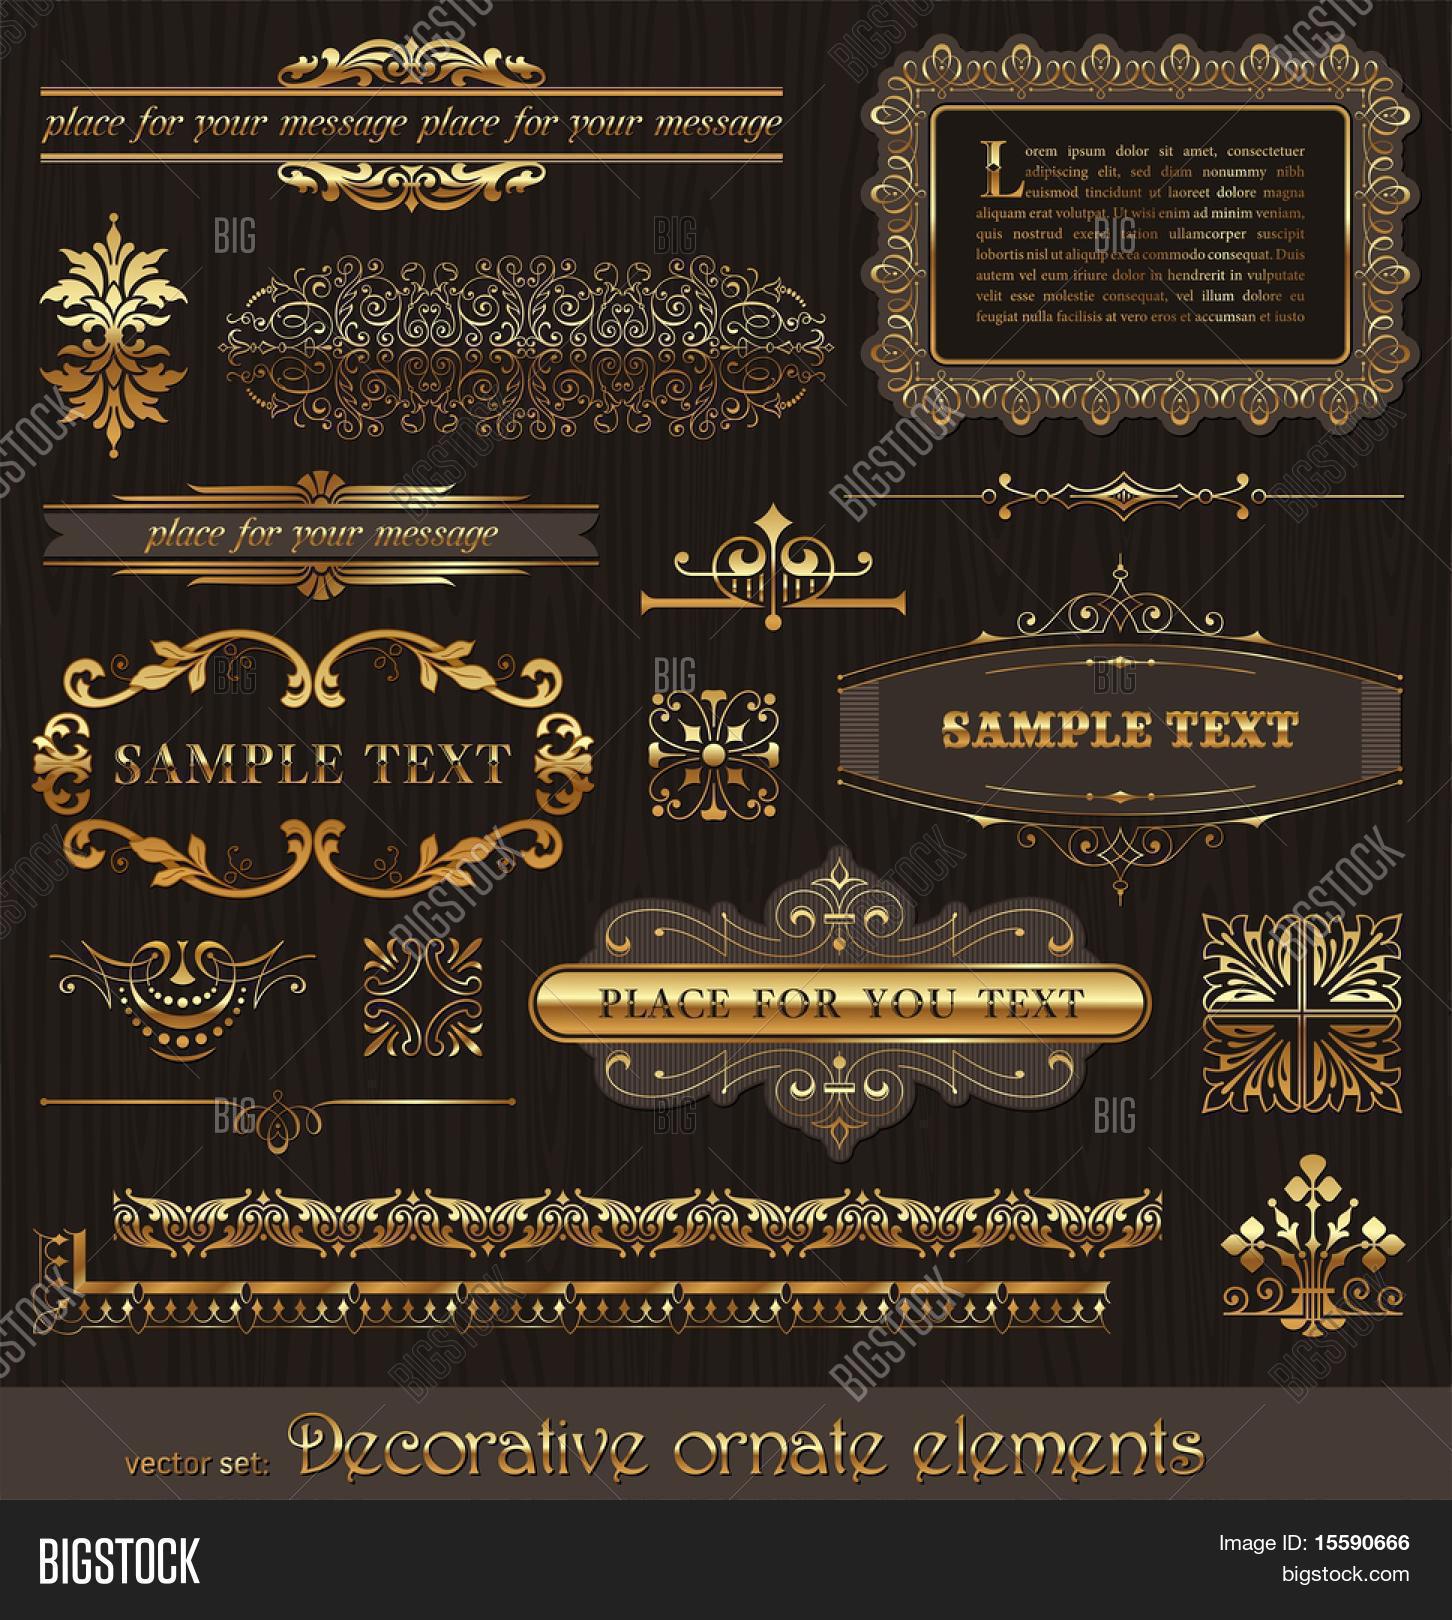 place for your message place for your message
Lorem ipsum dolor sit amet, consectetuer
adipiscing elit, sed diam nonummy nibh
euismod tincidunt ut laoreet dolore magna
aliquam erat volutpat. Ut wisi enim ad minim veniam,
quis nostrud exerci tation ullamcorper suscipit
lobortis nisl ut aliquip ex ea commodo consequat. Duis
autem vel eum iriure dolor in hendrerit in vulputate
velit esse molestie consequat, vel illum dolore eu
feugiat nulla facilisis at vero eros et accumsan et iusto
place for your message
SAMPLE TEXT
SAMPLE TEXT
PLACE FOR YOU TEXT
vector set: Decorative ornate elements
BIGSTOCK
Image ID: 15590666
bigstock.com